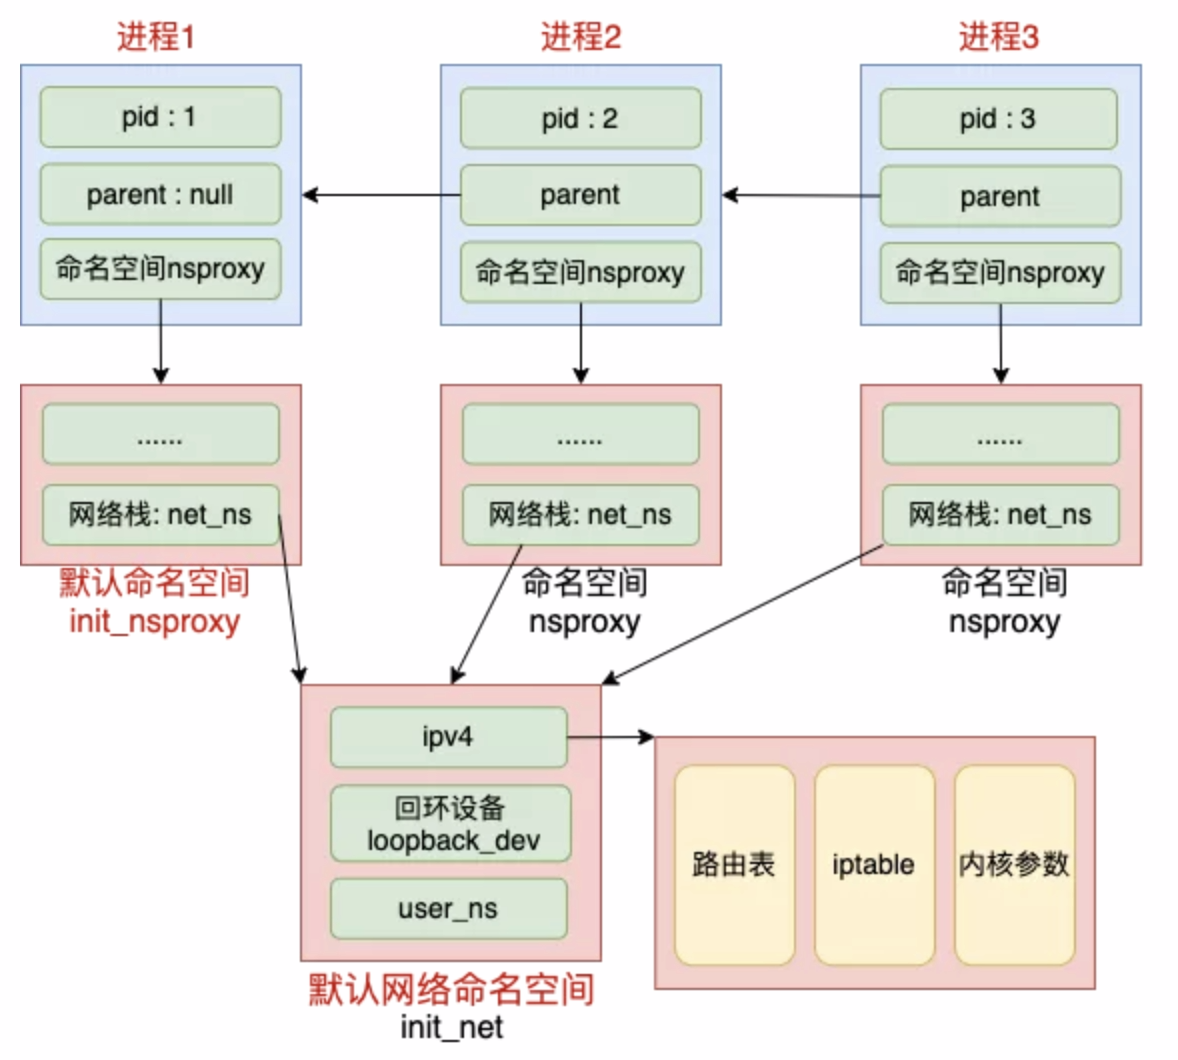 进程1
进程2
进程3
pid : 1
pid : 2
pid : 3
parent : null
parent
parent
命名空间nsproxy
命名空间nsproxy
命名空间nsproxy
......
......
......
网络栈: net_ns
网络栈: net_ns
网络栈: net_ns
默认命名空间
init_nsproxy
命名空间
nsproxy
命名空间
nsproxy
ipv4
回环设备
loopback_dev
user_ns
路由表
iptable
内核参数
默认网络命名空间
init_net